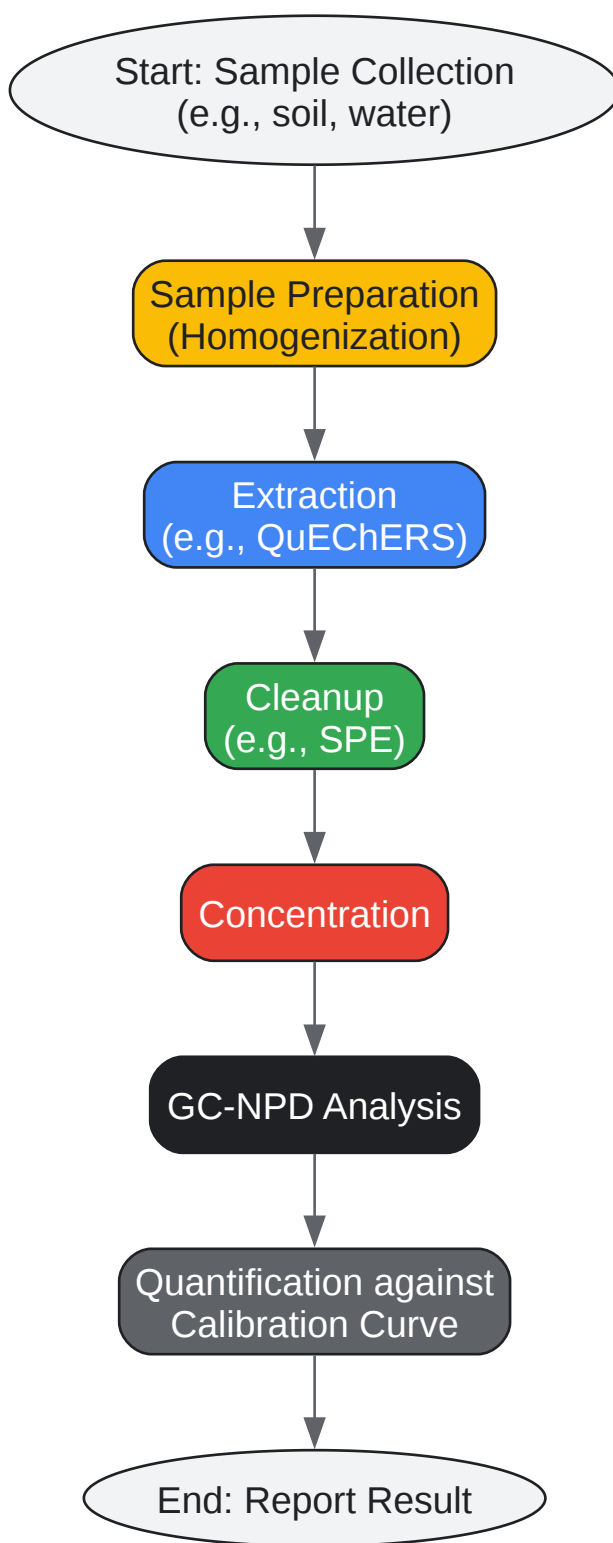 Start: Sample Collection
(e.g., soil, water)
Sample Preparation
(Homogenization)
Extraction
(e.g., QuEChERS)
Cleanup
(e.g., SPE)
Concentration
GC-NPD Analysis
Quantification against
Calibration Curve
End: Report Result